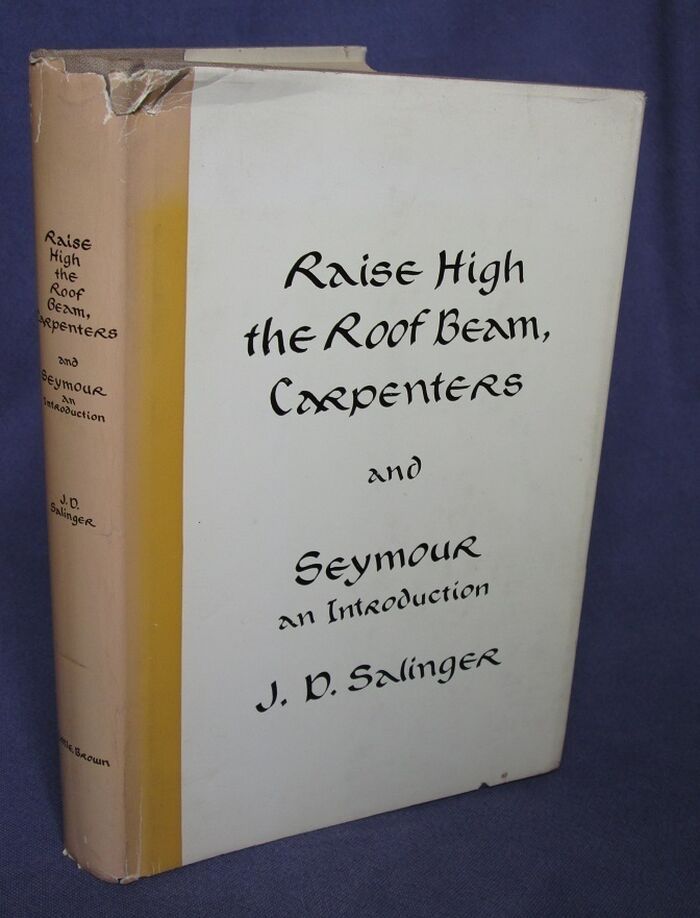 Raise
High
the
Roof
Beam,
Carpenters
and
Seymour
an
Introduction
J. D.
Salinger
Brown
Raise High
the Roof Beam,
Carpenters
and
Seymour
an Introduction
J. D. Salinger